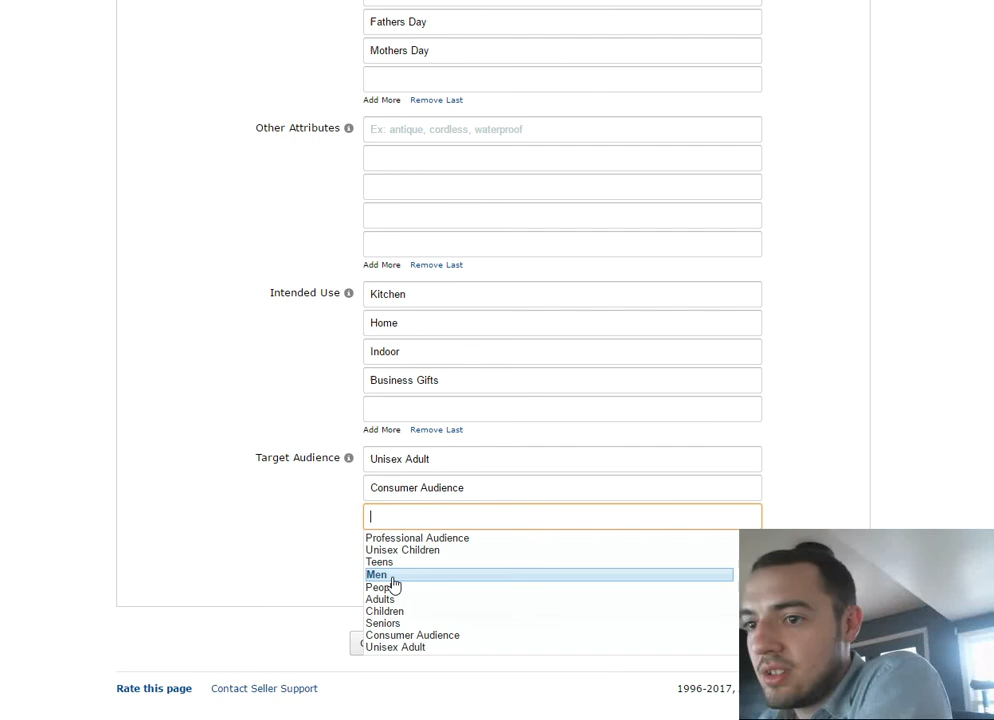 Fathers Day
Mothers Day
Add More Remove Last
Other Attributes
Ex: antique, cordless, waterproof
Add More Remove Last
Intended Use
Kitchen
Home
Indoor
Business Gifts
Add More Remove Last
Target Audience
Unisex Adult
Consumer Audience
Professional Audience
Unisex Children
Teens
Men
Adults
Children
Seniors
Consumer Audience
Unisex Adult
Rate this page Contact Seller Support 1996-2017,